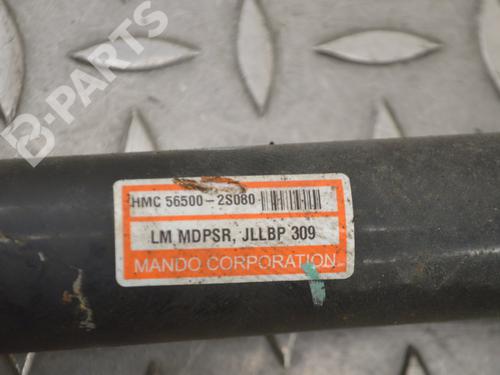 B-PARTS
HMC 56500-2S080
LM MDPSR, JLLBP 309
MANDO CORPORATION